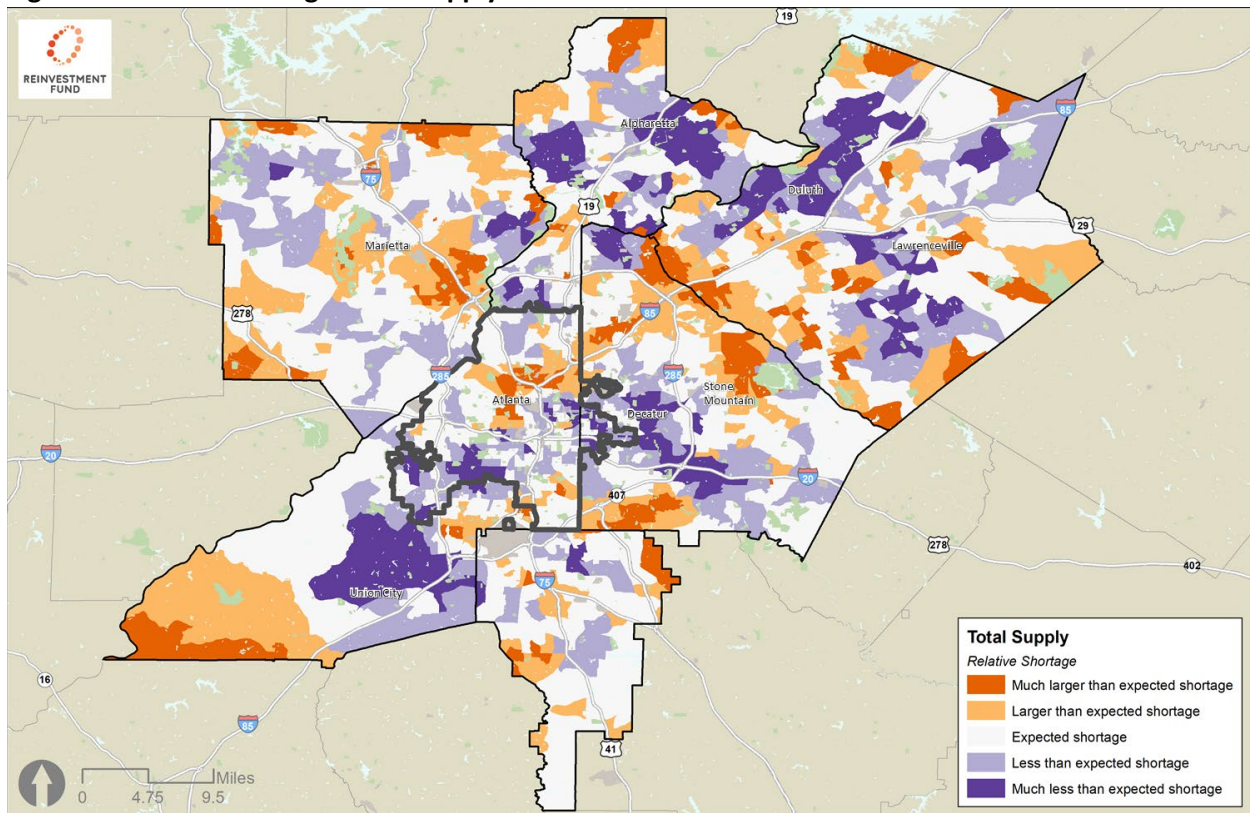 REINVESTMENT
FUND
19
85
Alpharetta
75
Duluth
19
29
Marietta
Lawrenceville
278
85
285
285
Atlanta
Stone
Mountain
Decatur
20
20
407
278
402
75
Union City
16
85
41
Miles
0 4.75 9.5
Total Supply
Relative Shortage
Much larger than expected shortage
Larger than expected shortage
Expected shortage
Less than expected shortage
Much less than expected shortage